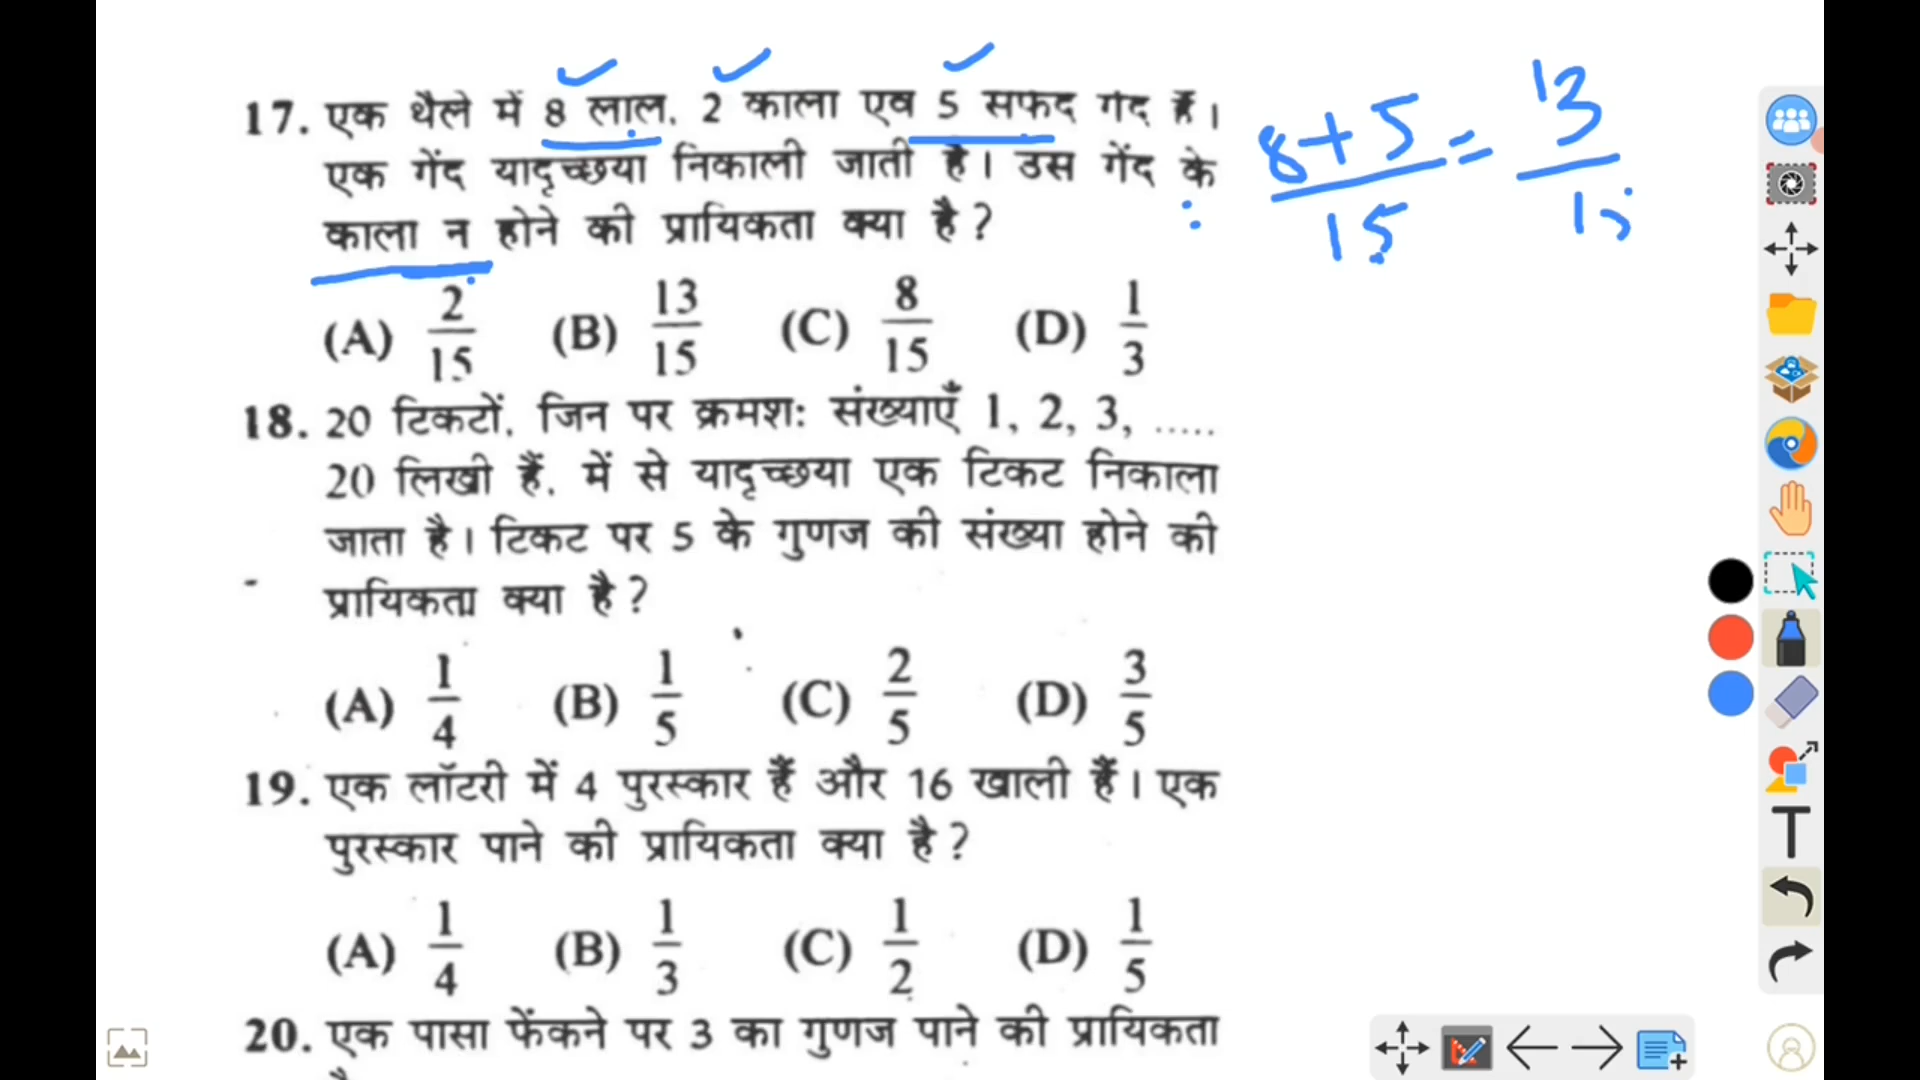 17. एक थैले में 8 लाल, 2 काला एव 5 सफद गेंद हैं।
8+5/15 = 13/15
एक गेंद यादृच्छया निकाली जाती है। उस गेंद के
काला न होने की प्रायिकता क्या है ?
(A) 2/15 (B) 13/15 (C) 8/15 (D) 1/3
18. 20 टिकटों, जिन पर क्रमश: संख्याएँ 1, 2, 3, .....
20 लिखी हैं, में से यादृच्छया एक टिकट निकाला
जाता है। टिकट पर 5 के गुणज की संख्या होने की
प्रायिकता क्या है ?
(A) 1/4 (B) 1/5 (C) 2/5 (D) 3/5
19. एक लॉटरी में 4 पुरस्कार हैं और 16 खाली हैं। एक
पुरस्कार पाने की प्रायिकता क्या है ?
(A) 1/4 (B) 1/3 (C) 1/2 (D) 1/5
20. एक पासा फेंकने पर 3 का गुणज पाने की प्रायिकता